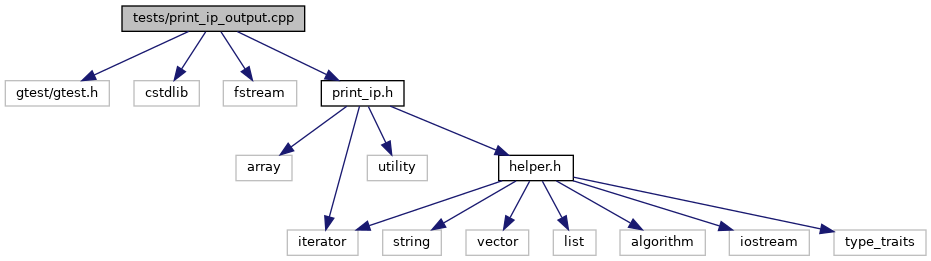 tests/print_ip_output.cpp
gtest/gtest.h
cstdlib
fstream
print_ip.h
array
utility
helper.h
iterator
string
vector
list
algorithm
iostream
type_traits